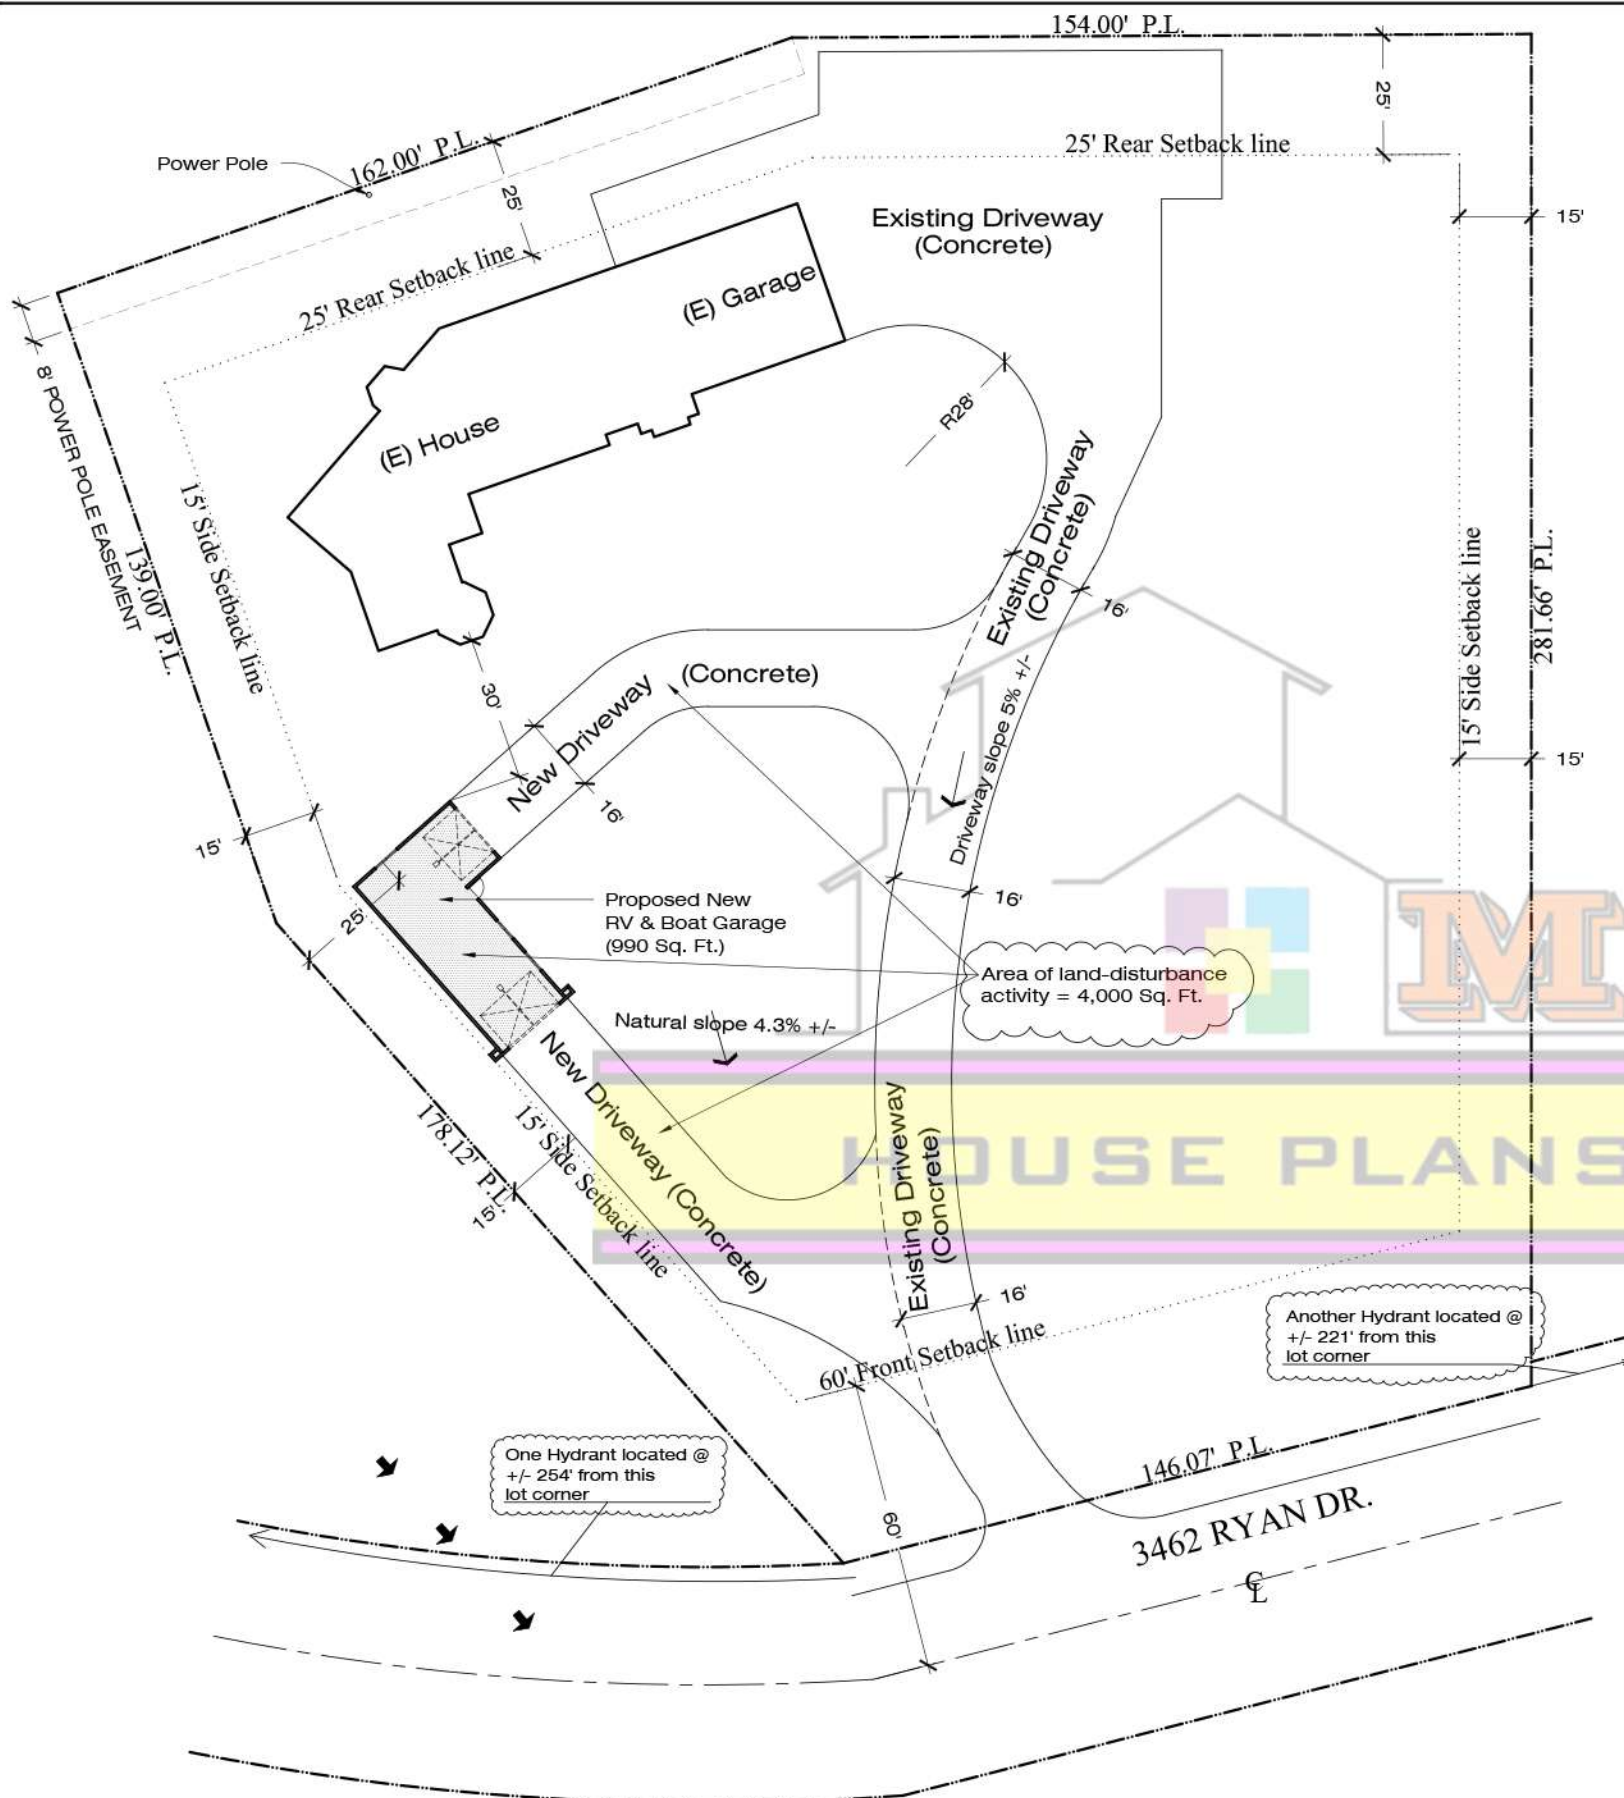 154.00' P.L.
25'
Power Pole
162.00' P.L.
25'
25' Rear Setback line
Existing Driveway
(Concrete)
15'
25' Rear Setback line
(E) Garage
8' POWER POLE EASEMENT
R28'
(E) House
15' Side Setback line
139.00' P.L.
Existing Driveway
(Concrete)
16'
15' Side Setback line
281.66' P.L.
30'
New Driveway
(Concrete)
Driveway slope 5% +/-
15'
16'
15'
25'
Proposed New
RV & Boat Garage
(990 Sq. Ft.)
16'
Area of land-disturbance
activity = 4,000 Sq. Ft.
Natural slope 4.3% +/-
New Driveway (Concrete)
178.12' P.L.
15'
15' Side Setback line
Existing Driveway
(Concrete)
HOUSE PLANS
16'
60' Front Setback line
Another Hydrant located @
+/- 221' from this
lot corner
One Hydrant located @
+/- 254' from this
lot corner
146.07' P.L.
60'
3462 RYAN DR.
CL